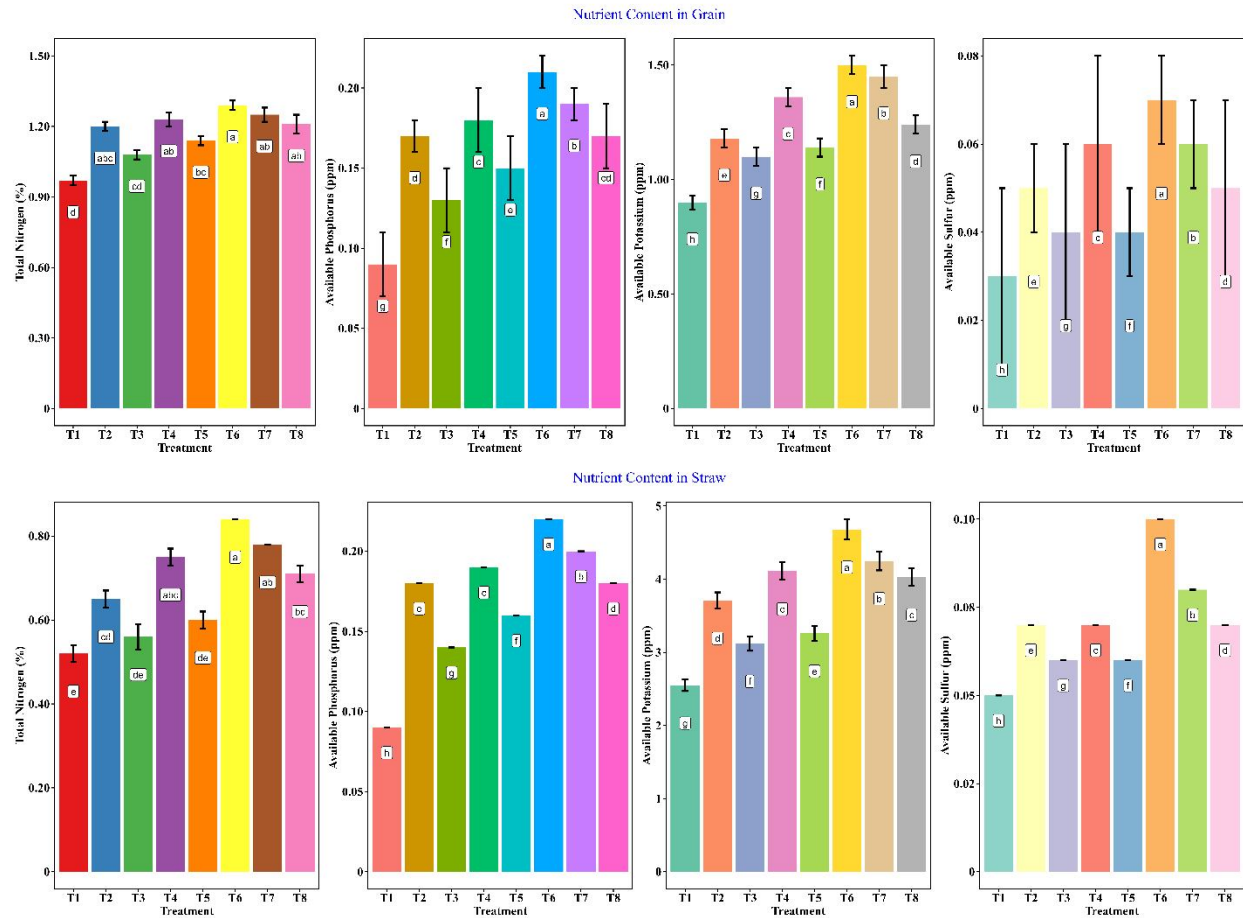 Nutrient Content in Grain
Total Nitrogen (%)
1.50
1.20
0.90
0.60
0.30
0
d
abc
cd
ab
bc
a
ab
ab
T1 T2 T3 T4 T5 T6 T7 T8
Treatment
Available Phosphorus (ppm)
0.20
0.15
0.10
0.05
0
g
d
f
c
e
a
b
cd
T1 T2 T3 T4 T5 T6 T7 T8
Treatment
Available Potassium (ppm)
1.50
1.00
0.50
0
h
e
g
c
f
a
b
d
T1 T2 T3 T4 T5 T6 T7 T8
Treatment
Available Sulfur (ppm)
0.08
0.06
0.04
0.02
0
h
e
g
c
f
a
b
d
T1 T2 T3 T4 T5 T6 T7 T8
Treatment
Nutrient Content in Straw
Total Nitrogen (%)
0.80
0.60
0.40
0.20
0
e
cd
de
abc
de
a
ab
bc
T1 T2 T3 T4 T5 T6 T7 T8
Treatment
Available Phosphorus (ppm)
0.20
0.15
0.10
0.05
0
h
g
c
f
a
b
d
T1 T2 T3 T4 T5 T6 T7 T8
Treatment
Available Potassium (ppm)
5
4
3
2
1
0
g
d
f
e
a
b
c
T1 T2 T3 T4 T5 T6 T7 T8
Treatment
Available Sulfur (ppm)
0.10
0.08
0.05
0.02
0
h
e
g
c
f
a
b
d
T1 T2 T3 T4 T5 T6 T7 T8
Treatment